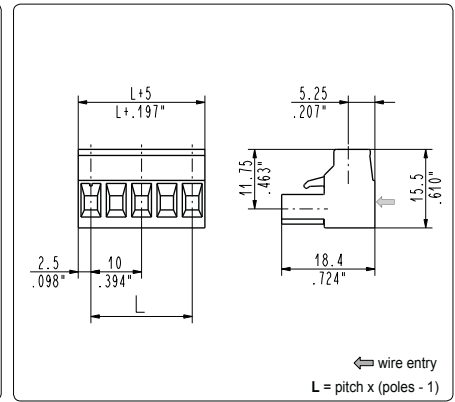 L+5
L+.197"
5.25
.207"
11.75
.463"
15.5
.610"
2.5
.098"
10
.394"
L
18.4
.724"
wire entry
L = pitch x (poles - 1)